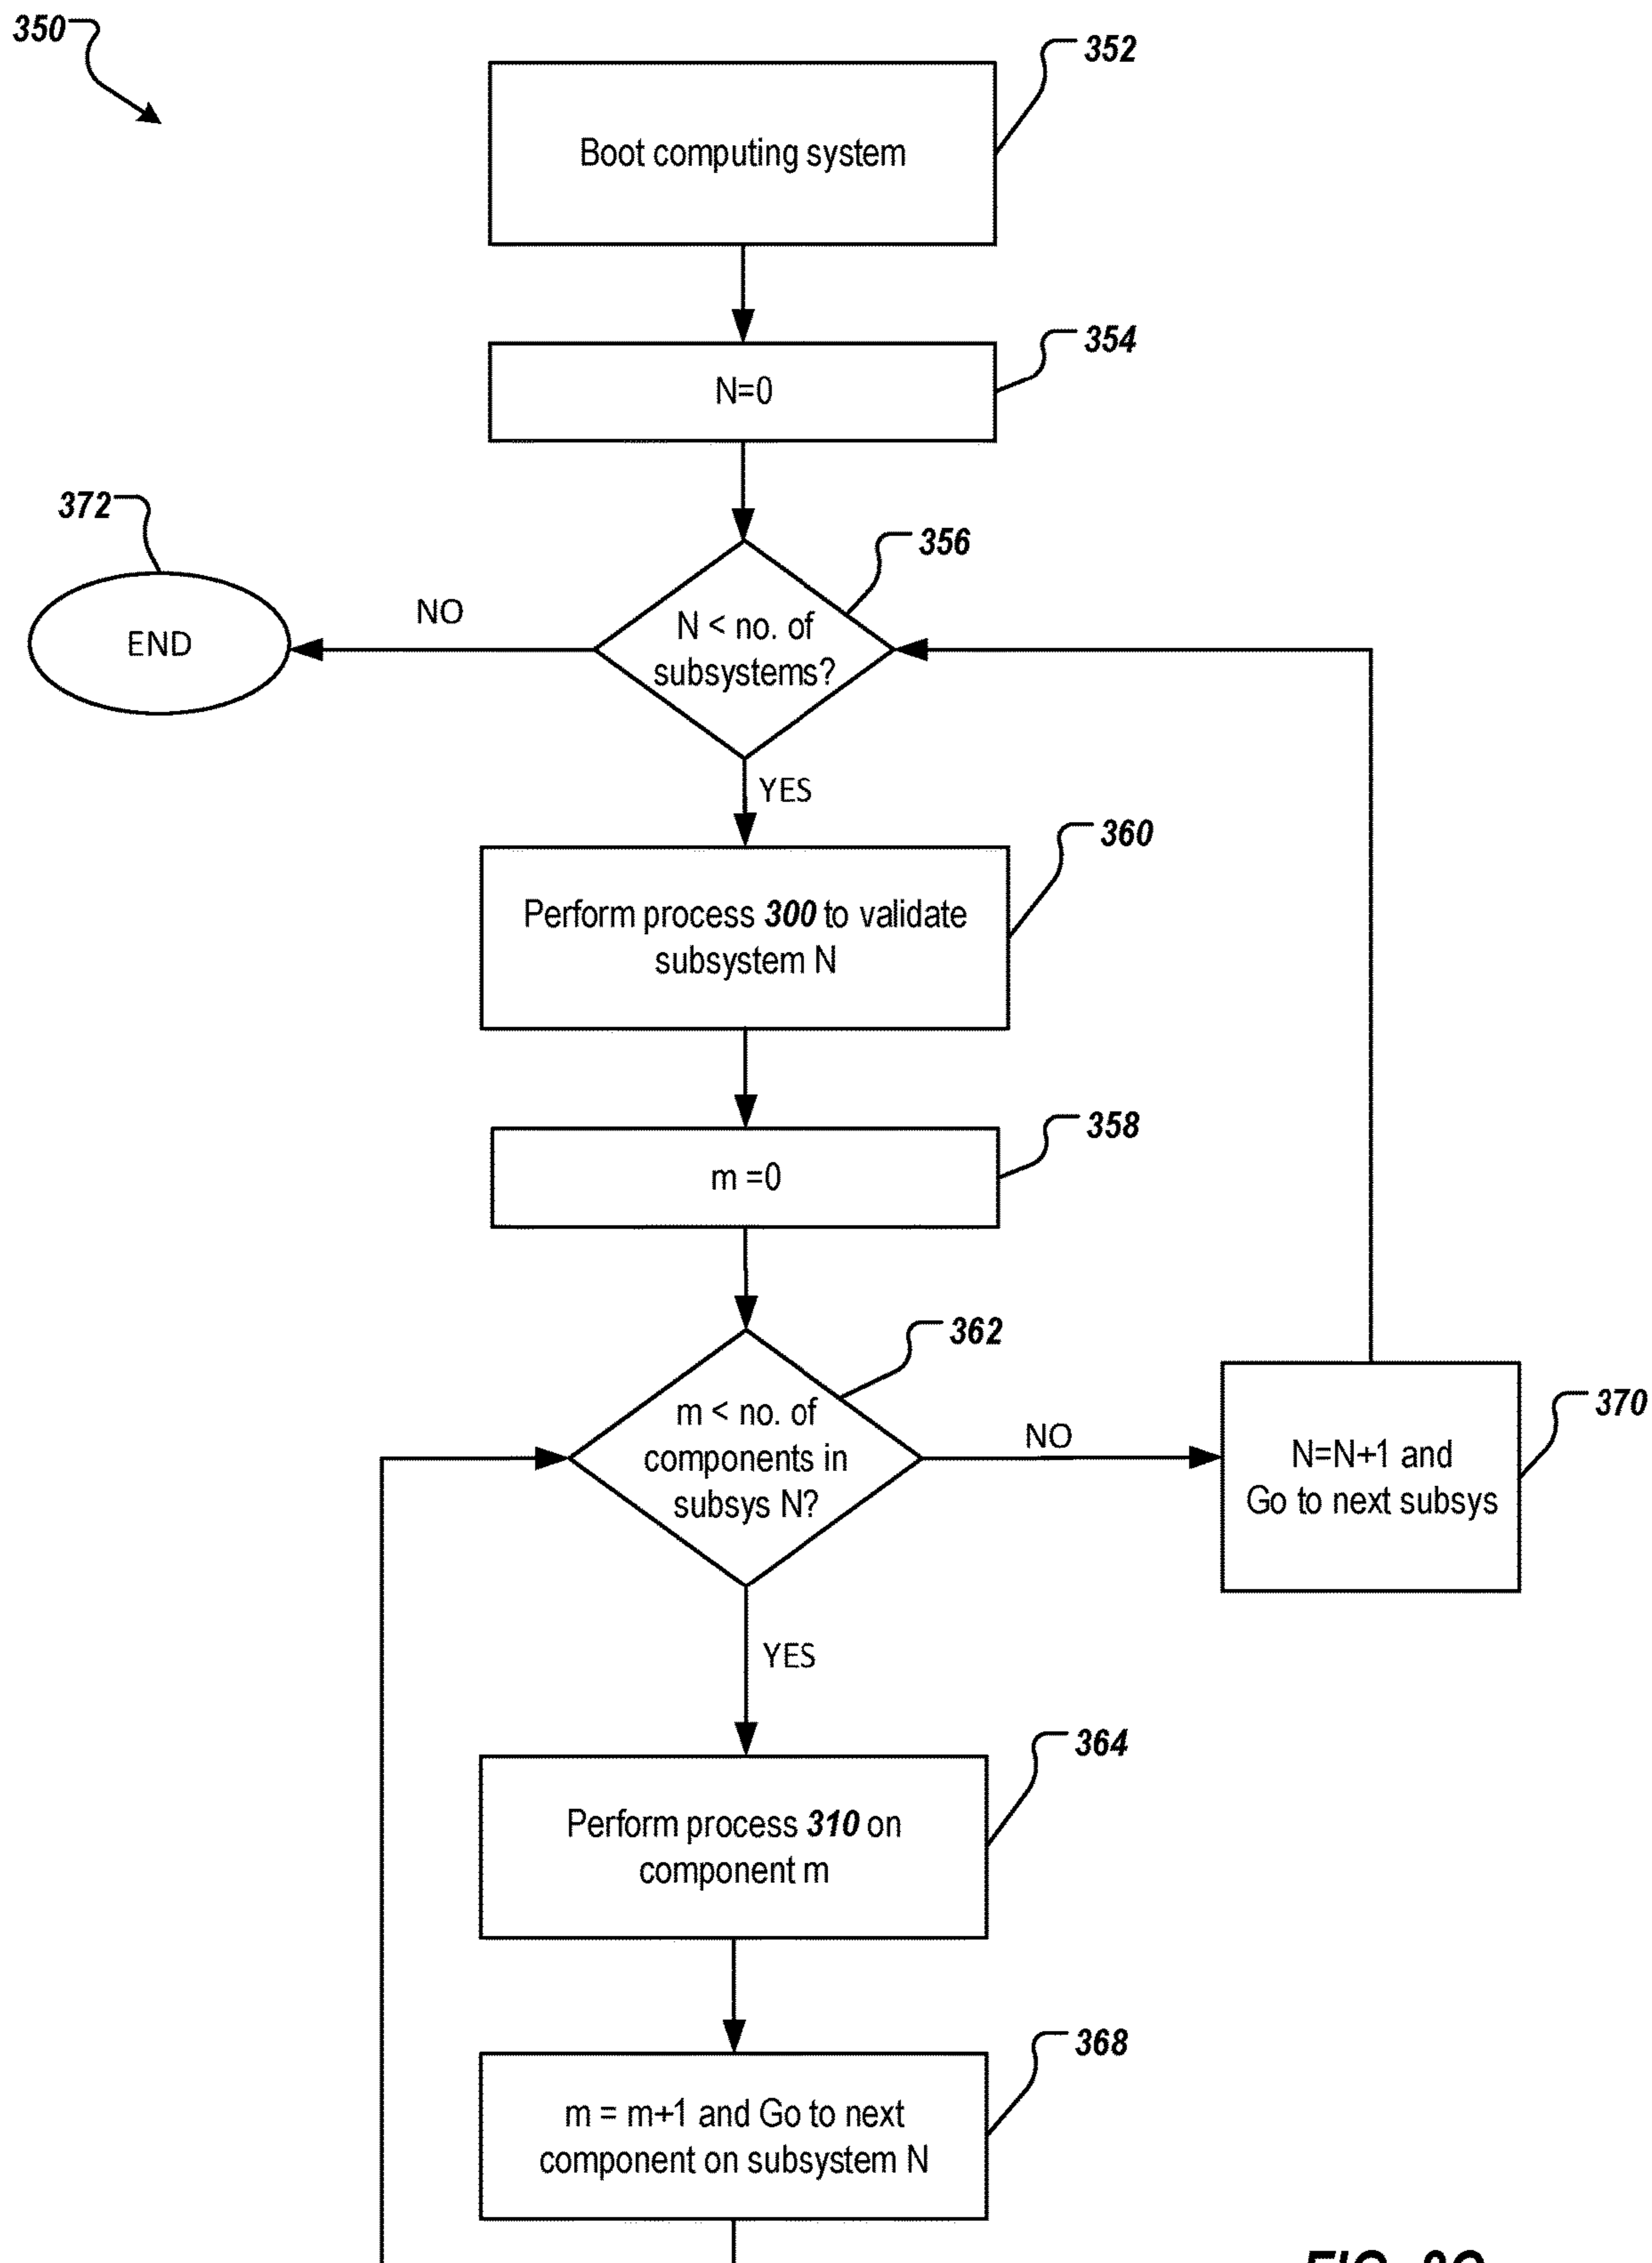 350
352
Boot computing system
354
N=0
372
356
END
NO
N < no. of
subsystems?
YES
360
Perform process 300 to validate
subsystem N
358
m =0
362
m < no. of
components in
subsys N?
NO
370
N=N+1 and
Go to next subsys
YES
364
Perform process 310 on
component m
368
m = m+1 and Go to next
component on subsystem N